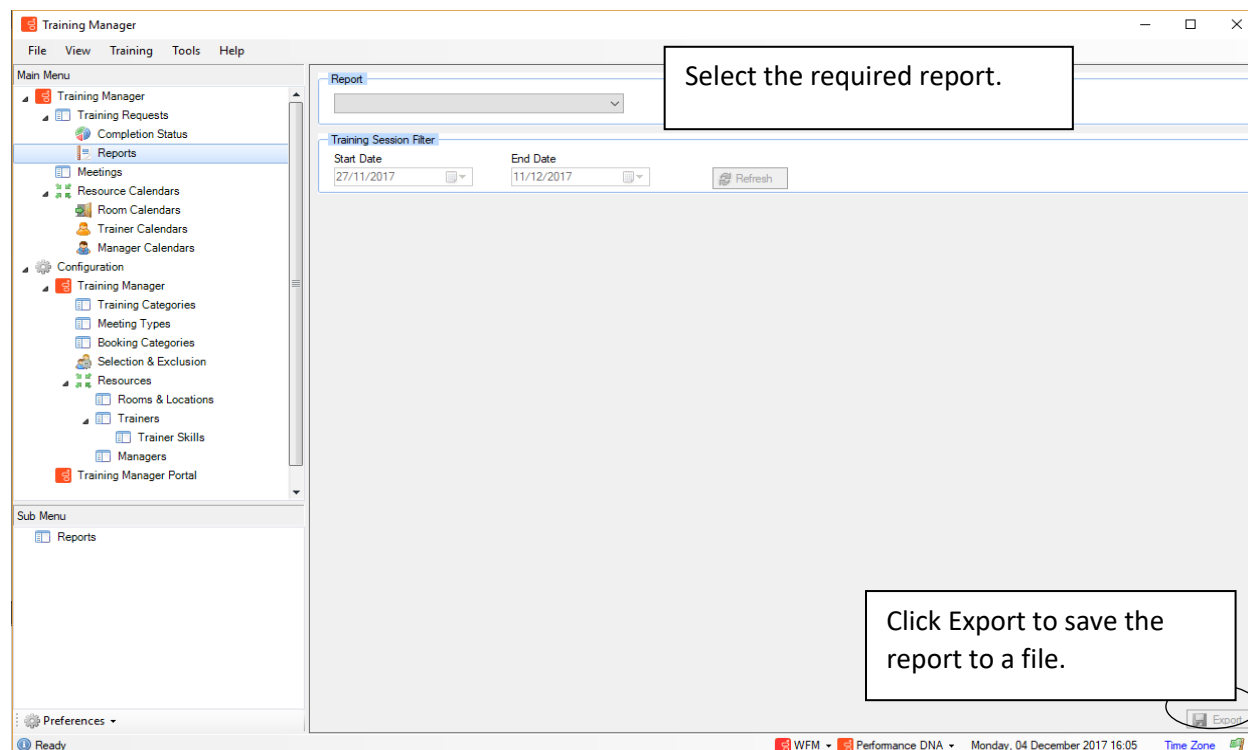 Training Manager
File View Training Tools Help
Main Menu
Training Manager
Training Requests
Completion Status
Reports
Meetings
Resource Calendars
Room Calendars
Trainer Calendars
Manager Calendars
Configuration
Training Manager
Training Categories
Meeting Types
Booking Categories
Selection & Exclusion
Resources
Rooms & Locations
Trainers
Trainer Skills
Managers
Training Manager Portal
Sub Menu
Reports
Preferences
Ready
Report
Select the required report.
Training Session Filter
Start Date End Date
27/11/2017 11/12/2017 Refresh
Click Export to save the
report to a file.
Export
WFM Performance DNA Monday, 04 December 2017 16:05 Time Zone